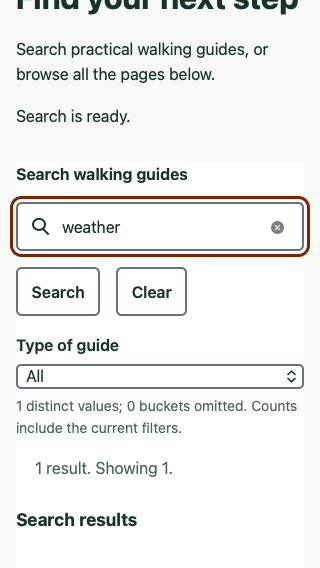 Find your next step
Search practical walking guides, or
browse all the pages below.
Search is ready.
Search walking guides
weather
Search
Clear
Type of guide
All
1 distinct values; 0 buckets omitted. Counts
include the current filters.
1 result. Showing 1.
Search results